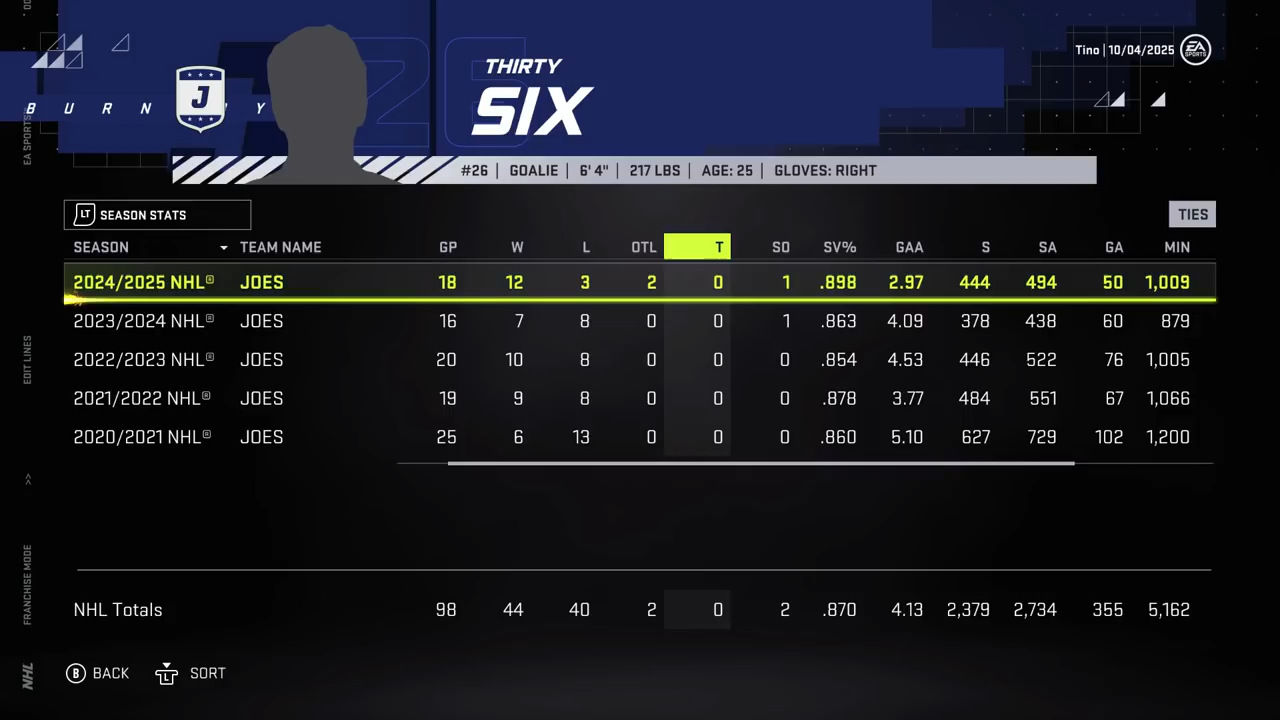 THIRTY
Tino | 10/04/2025
EA SPORTS
J
SIX
BURN Y
26
#26 | GOALIE | 6' 4" | 217 LBS | AGE: 25 | GLOVES: RIGHT
LT SEASON STATS
TIES
SEASON TEAM NAME GP W L OTL T SO SV% GAA S SA GA MIN
2024/2025 NHL® JOES 18 12 3 2 0 1 .898 2.97 444 494 50 1,009
2023/2024 NHL® JOES 16 7 8 0 0 1 .863 4.09 378 438 60 879
2022/2023 NHL® JOES 20 10 8 0 0 0 .854 4.53 446 522 76 1,005
2021/2022 NHL® JOES 19 9 8 0 0 0 .878 3.77 484 551 67 1,066
2020/2021 NHL® JOES 25 6 13 0 0 0 .860 5.10 627 729 102 1,200
NHL Totals 98 44 40 2 0 2 .870 4.13 2,379 2,734 355 5,162
B BACK L SORT
NHL
FRANCHISE MODE
>>
EDIT LINES
EA SPORTS